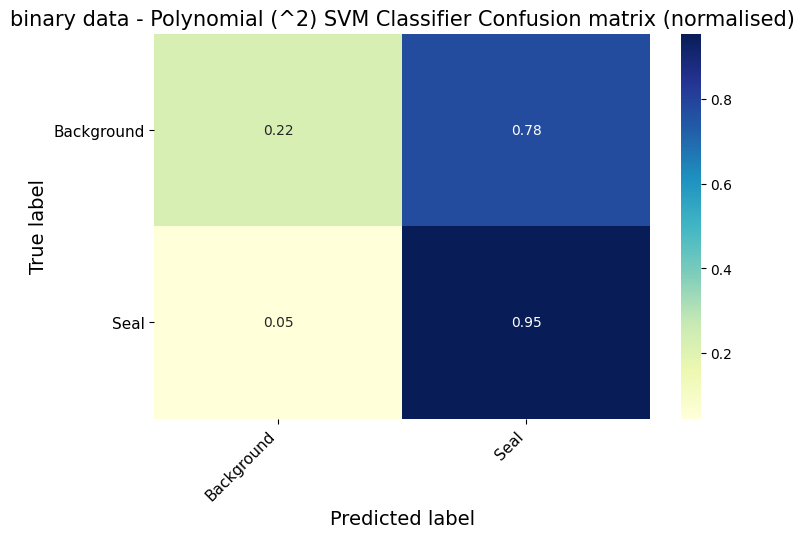 binary data - Polynomial (^2) SVM Classifier Confusion matrix (normalised)
True label
Background
0.22
0.78
Seal
0.05
0.95
Background
Seal
Predicted label
0.8
0.6
0.4
0.2